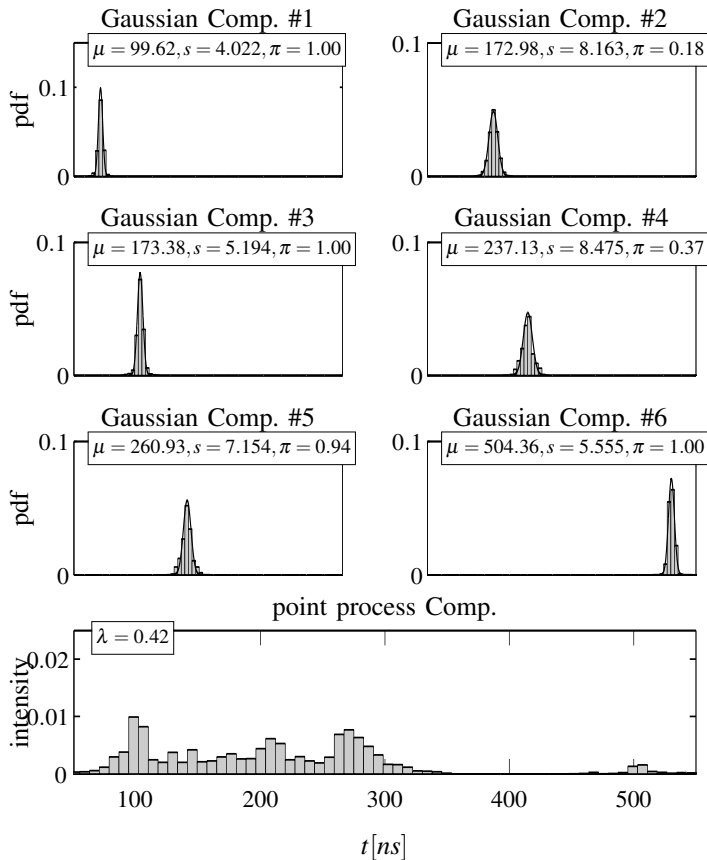 Gaussian Comp. #1
μ = 99.62, s = 4.022, π = 1.00
0.1
pdf
0
Gaussian Comp. #2
μ = 172.98, s = 8.163, π = 0.18
0.1
0
Gaussian Comp. #3
μ = 173.38, s = 5.194, π = 1.00
0.1
pdf
0
Gaussian Comp. #4
μ = 237.13, s = 8.475, π = 0.37
0.1
0
Gaussian Comp. #5
μ = 260.93, s = 7.154, π = 0.94
0.1
pdf
0
Gaussian Comp. #6
μ = 504.36, s = 5.555, π = 1.00
0.1
0
point process Comp.
λ = 0.42
0.02
intensity
0.01
0
100 200 300 400 500
t[ns]